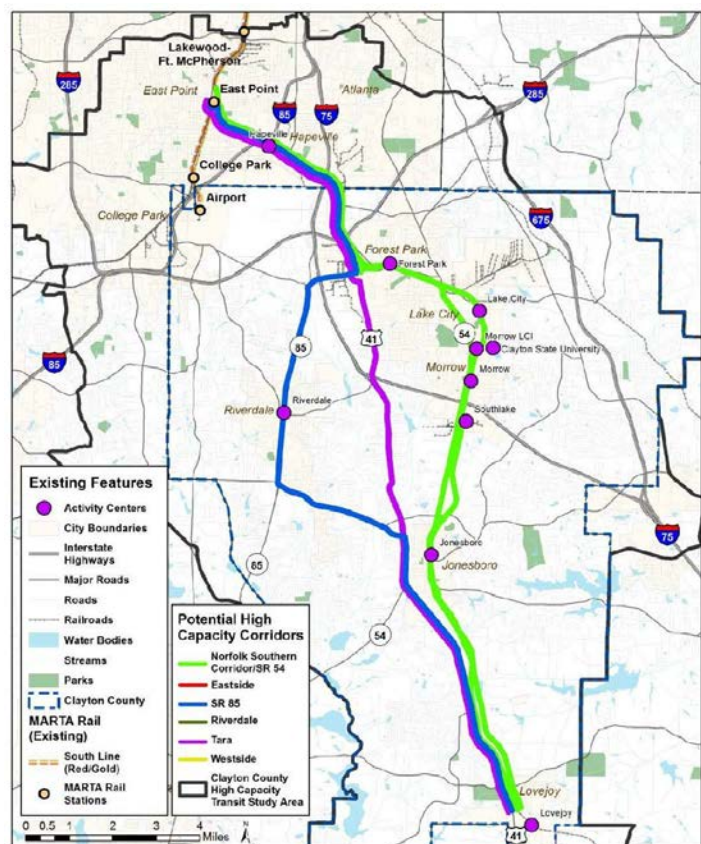 Lakewood-
Ft. McPherson
285
East Point
East Point
85
75
Atlanta
285
Hapeville
Hapeville
College Park
Airport
College Park
675
Forest Park
Forest Park
Lake City
Lake City
54
85
41
Morrow LCI
Clayton State University
85
Morrow
Morrow
Riverdale
Riverdale
Southlake
75
Jonesboro
Jonesboro
85
54
Lovejoy
Lovejoy
41
Existing Features
Activity Centers
City Boundaries
Interstate
Highways
Major Roads
Roads
Railroads
Water Bodies
Streams
Parks
Clayton County
MARTA Rail
(Existing)
South Line
(Red/Gold)
MARTA Rail
Stations
Potential High
Capacity Corridors
Norfolk Southern
Corridor/SR 54
Eastside
SR 85
Riverdale
Tara
Westside
Clayton County
High Capacity
Transit Study Area
0 0.5 1 2 3 4
Miles
N